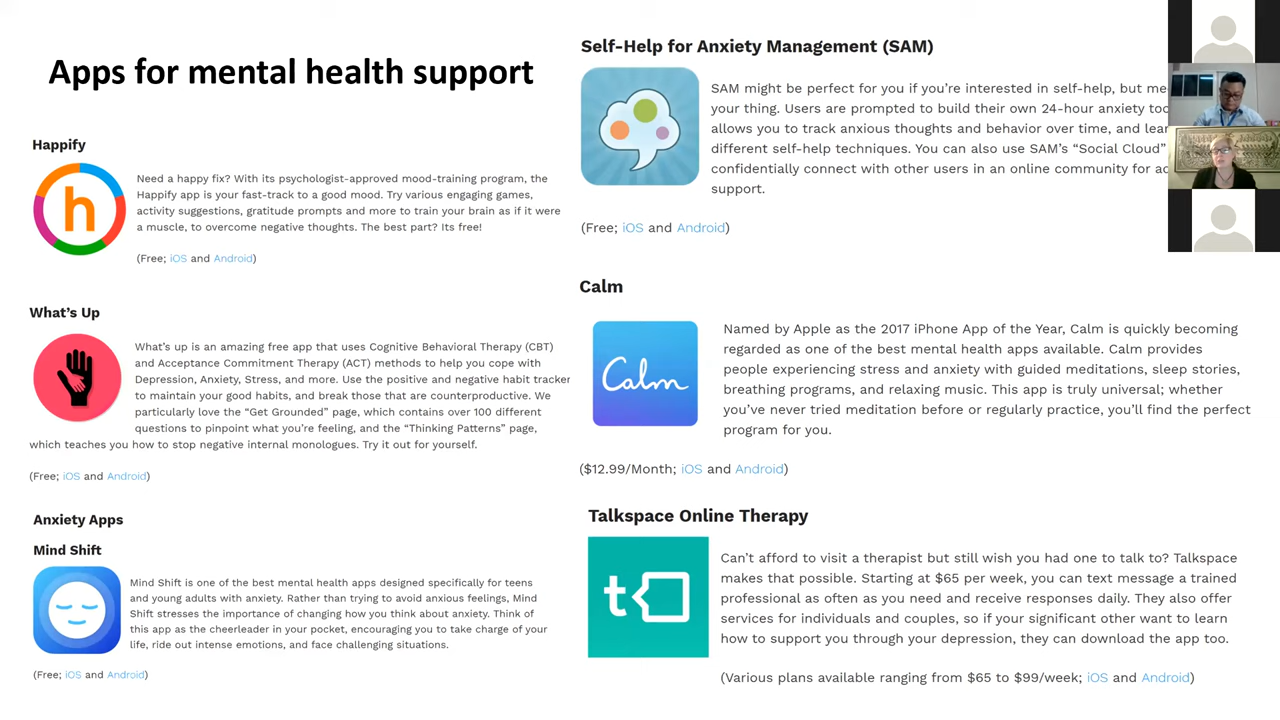 Apps for mental health support
Happify
h
Need a happy fix? With its psychologist-approved mood-training program, the
Happify app is your fast-track to a good mood. Try various engaging games,
activity suggestions, gratitude prompts and more to train your brain as if it were
a muscle, to overcome negative thoughts. The best part? Its free!
(Free; iOS and Android)
What's Up
What's up is an amazing free app that uses Cognitive Behavioral Therapy (CBT)
and Acceptance Commitment Therapy (ACT) methods to help you cope with
Depression, Anxiety, Stress, and more. Use the positive and negative habit tracker
to maintain your good habits, and break those that are counterproductive. We
particularly love the “Get Grounded” page, which contains over 100 different
questions to pinpoint what you're feeling, and the “Thinking Patterns” page,
which teaches you how to stop negative internal monologues. Try it out for yourself.
(Free; iOS and Android)
Anxiety Apps
Mind Shift
Mind Shift is one of the best mental health apps designed specifically for teens
and young adults with anxiety. Rather than trying to avoid anxious feelings, Mind
Shift stresses the importance of changing how you think about anxiety. Think of
this app as the cheerleader in your pocket, encouraging you to take charge of your
life, ride out intense emotions, and face challenging situations.
(Free; iOS and Android)
Self-Help for Anxiety Management (SAM)
SAM might be perfect for you if you're interested in self-help, but me
your thing. Users are prompted to build their own 24-hour anxiety too
allows you to track anxious thoughts and behavior over time, and lear
different self-help techniques. You can also use SAM's “Social Cloud”
confidentially connect with other users in an online community for ad
support.
(Free; iOS and Android)
Calm
Calm
Named by Apple as the 2017 iPhone App of the Year, Calm is quickly becoming
regarded as one of the best mental health apps available. Calm provides
people experiencing stress and anxiety with guided meditations, sleep stories,
breathing programs, and relaxing music. This app is truly universal; whether
you've never tried meditation before or regularly practice, you'll find the perfect
program for you.
($12.99/Month; iOS and Android)
Talkspace Online Therapy
t
Can't afford to visit a therapist but still wish you had one to talk to? Talkspace
makes that possible. Starting at $65 per week, you can text message a trained
professional as often as you need and receive responses daily. They also offer
services for individuals and couples, so if your significant other want to learn
how to support you through your depression, they can download the app too.
(Various plans available ranging from $65 to $99/week; iOS and Android)